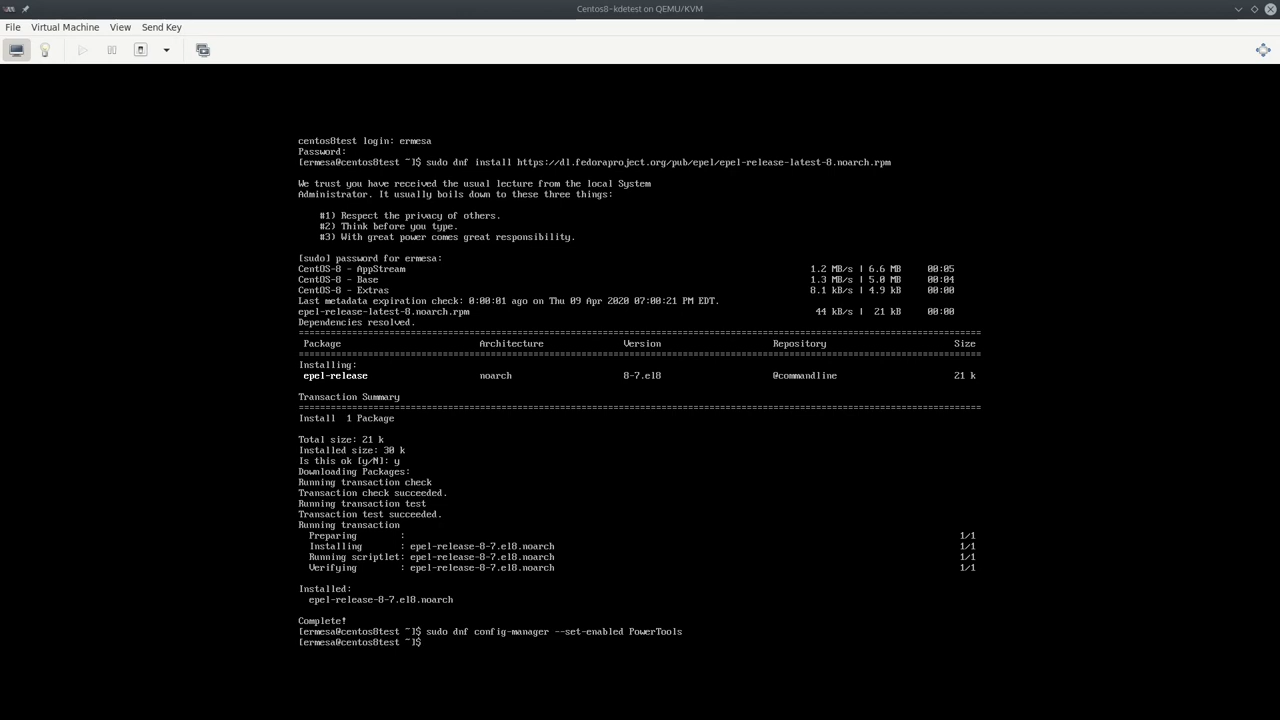 Centos8-kdetest on QEMU/KVM
File Virtual Machine View Send Key
centos8test login: ermesa
Password:
[ermesa@centos8test ~]$ sudo dnf install https://dl.fedoraproject.org/pub/epel/epel-release-latest-8.noarch.rpm
We trust you have received the usual lecture from the local System
Administrator. It usually boils down to these three things:
#1) Respect the privacy of others.
#2) Think before you type.
#3) With great power comes great responsibility.
[sudo] password for ermesa:
CentOS-8 - AppStream 1.2 MB/s | 6.6 MB 00:05
CentOS-8 - Base 1.3 MB/s | 5.0 MB 00:04
CentOS-8 - Extras 8.1 kB/s | 4.9 kB 00:00
Last metadata expiration check: 0:00:01 ago on Thu 09 Apr 2020 07:00:21 PM EDT.
epel-release-latest-8.noarch.rpm 44 kB/s | 21 kB 00:00
Dependencies resolved.
Package Architecture Version Repository Size
Installing:
epel-release noarch 8-7.el8 @commandline 21 k
Transaction Summary
Install 1 Package
Total size: 21 k
Installed size: 30 k
Is this ok [y/N]: y
Downloading Packages:
Running transaction check
Transaction check succeeded.
Running transaction test
Transaction test succeeded.
Running transaction
Preparing : 1/1
Installing : epel-release-8-7.el8.noarch 1/1
Running scriptlet: epel-release-8-7.el8.noarch 1/1
Verifying : epel-release-8-7.el8.noarch 1/1
Installed:
epel-release-8-7.el8.noarch
Complete!
[ermesa@centos8test ~]$ sudo dnf config-manager --set-enabled PowerTools
[ermesa@centos8test ~]$